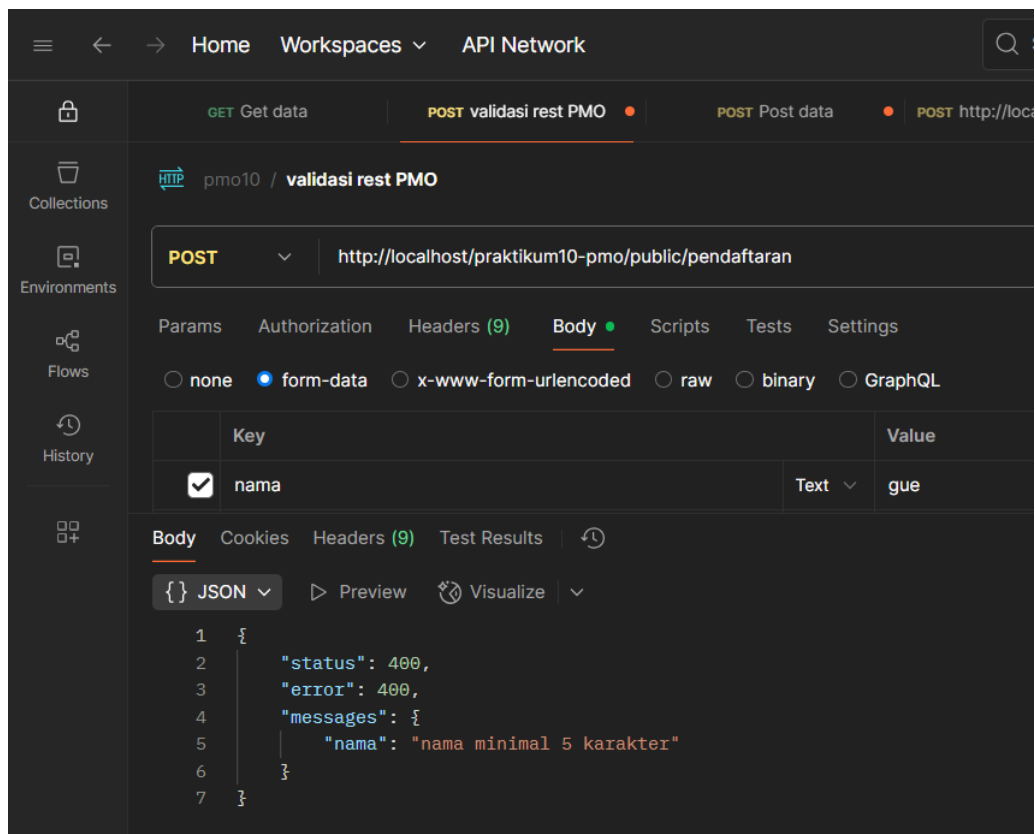 Home Workspaces API Network
GET Get data POST validasi rest PMO POST Post data POST http://loca
HTTP pmo10 / validasi rest PMO
Collections
POST http://localhost/praktikum10-pmo/public/pendaftaran
Environments
Params Authorization Headers (9) Body Scripts Tests Settings
Flows
none form-data x-www-form-urlencoded raw binary GraphQL
Key Value
History
nama Text gue
Body Cookies Headers (9) Test Results
{} JSON Preview Visualize
1 {
2 "status": 400,
3 "error": 400,
4 "messages": {
5 "nama": "nama minimal 5 karakter"
6 }
7 }